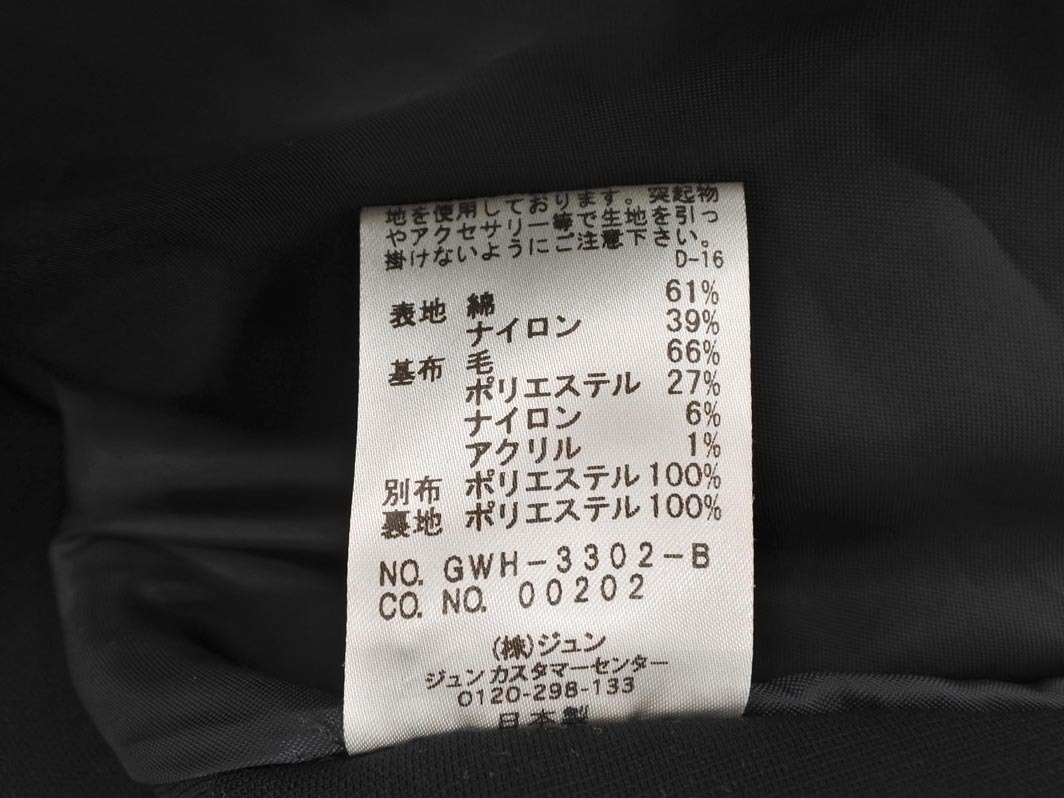 地を使用しております。突起物
やアクセサリー等で生地を引っ
掛けないようにご注意下さい。
D-16
表地 綿 61%
ナイロン 39%
基布 毛 66%
ポリエステル 27%
ナイロン 6%
アクリル 1%
別布 ポリエステル 100%
裏地 ポリエステル 100%
NO. GWH-3302-B
CO. NO. 00202
(株)ジュン
ジュン カスタマーセンター
0120-298-133
日本製